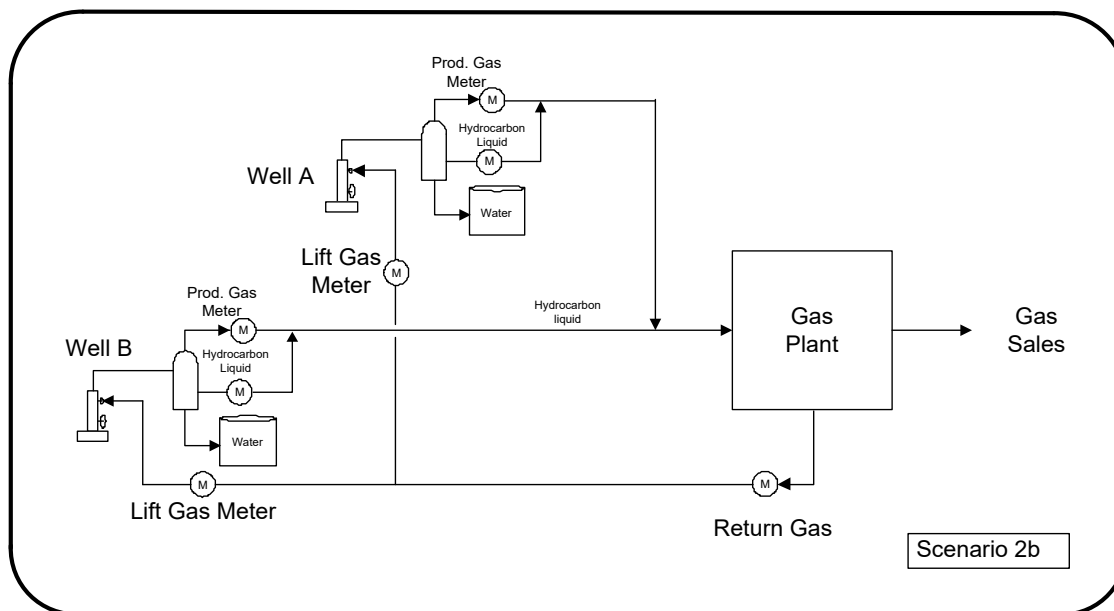 Prod. Gas
Meter
M
Hydrocarbon
Liquid
M
Well A
Water
Lift Gas
Meter
M
Prod. Gas
Meter
M
Hydrocarbon
liquid
Gas
Plant
Gas
Sales
Well B
Hydrocarbon
Liquid
M
Water
M
Lift Gas Meter
M
Return Gas
Scenario 2b